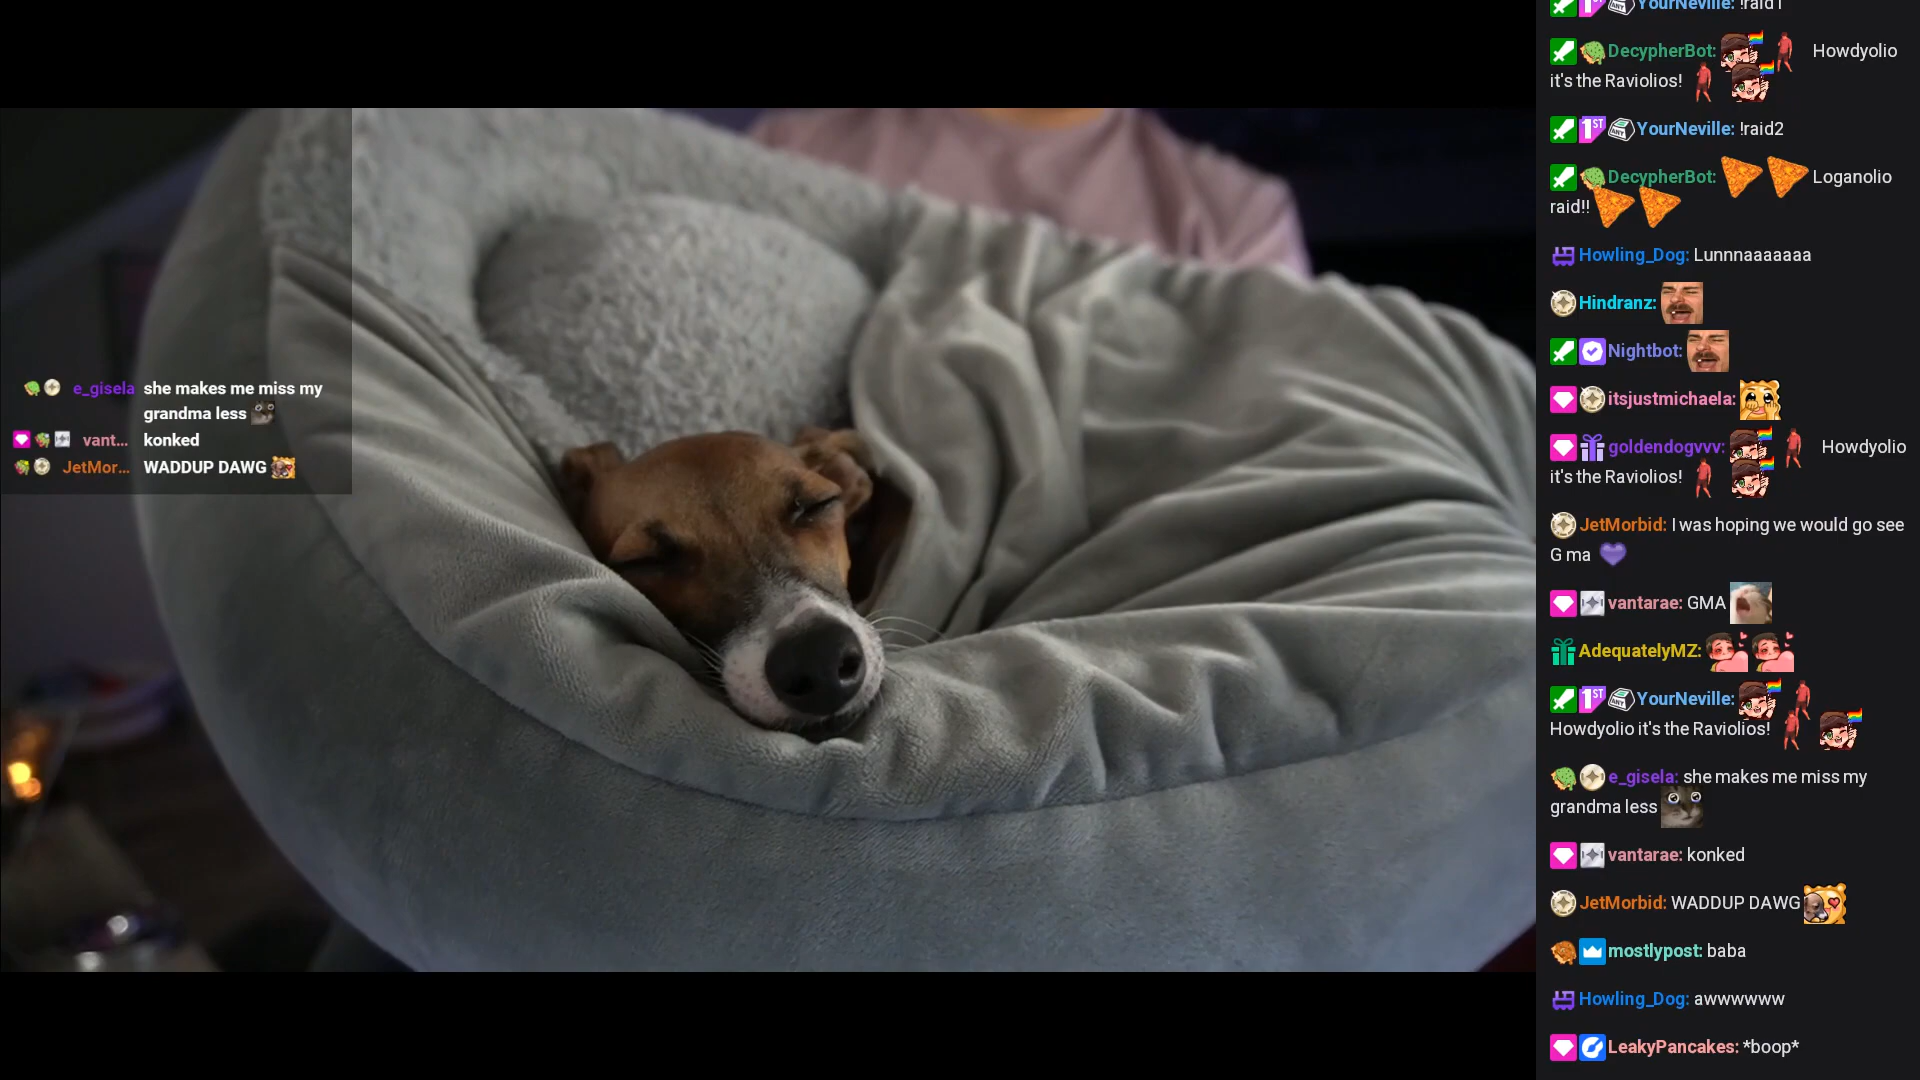 e_gisela she makes me miss my
grandma less
vant... konked
JetMor... WADDUP DAWG
YourNeville: !raid1
DecypherBot: Howdyolio
it's the Raviolios!
1ST YourNeville: !raid2
DecypherBot: Loganolio
raid!!
Howling_Dog: Lunnnaaaaaaa
Hindranz:
Nightbot:
itsjustmichaela:
goldendogvvv: Howdyolio
it's the Raviolios!
JetMorbid: I was hoping we would go see
G ma
vantarae: GMA
AdequatelyMZ:
1ST YourNeville:
Howdyolio it's the Raviolios!
e_gisela: she makes me miss my
grandma less
vantarae: konked
JetMorbid: WADDUP DAWG
mostlypost: baba
Howling_Dog: awwwwww
LeakyPancakes: *boop*